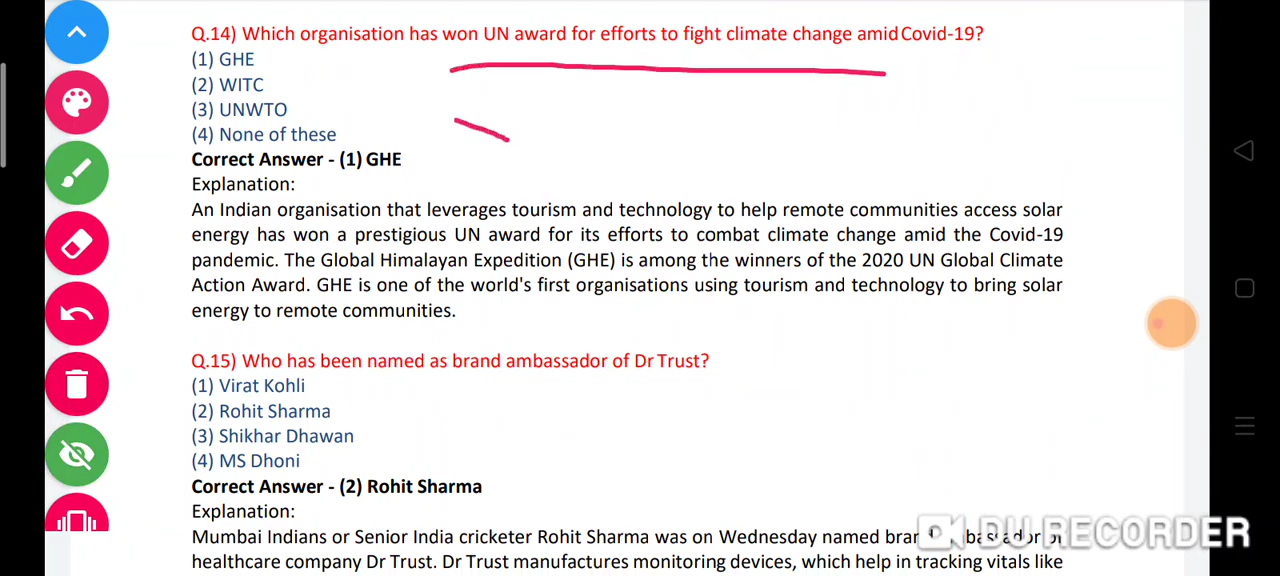 Q.14) Which organisation has won UN award for efforts to fight climate change amid Covid-19?
(1) GHE
(2) WITC
(3) UNWTO
(4) None of these
Correct Answer - (1) GHE
Explanation:
An Indian organisation that leverages tourism and technology to help remote communities access solar
energy has won a prestigious UN award for its efforts to combat climate change amid the Covid-19
pandemic. The Global Himalayan Expedition (GHE) is among the winners of the 2020 UN Global Climate
Action Award. GHE is one of the world's first organisations using tourism and technology to bring solar
energy to remote communities.
Q.15) Who has been named as brand ambassador of Dr Trust?
(1) Virat Kohli
(2) Rohit Sharma
(3) Shikhar Dhawan
(4) MS Dhoni
Correct Answer - (2) Rohit Sharma
Explanation:
Mumbai Indians or Senior India cricketer Rohit Sharma was on Wednesday named brand ambassador of
healthcare company Dr Trust. Dr Trust manufactures monitoring devices, which help in tracking vitals like
DU RECORDER